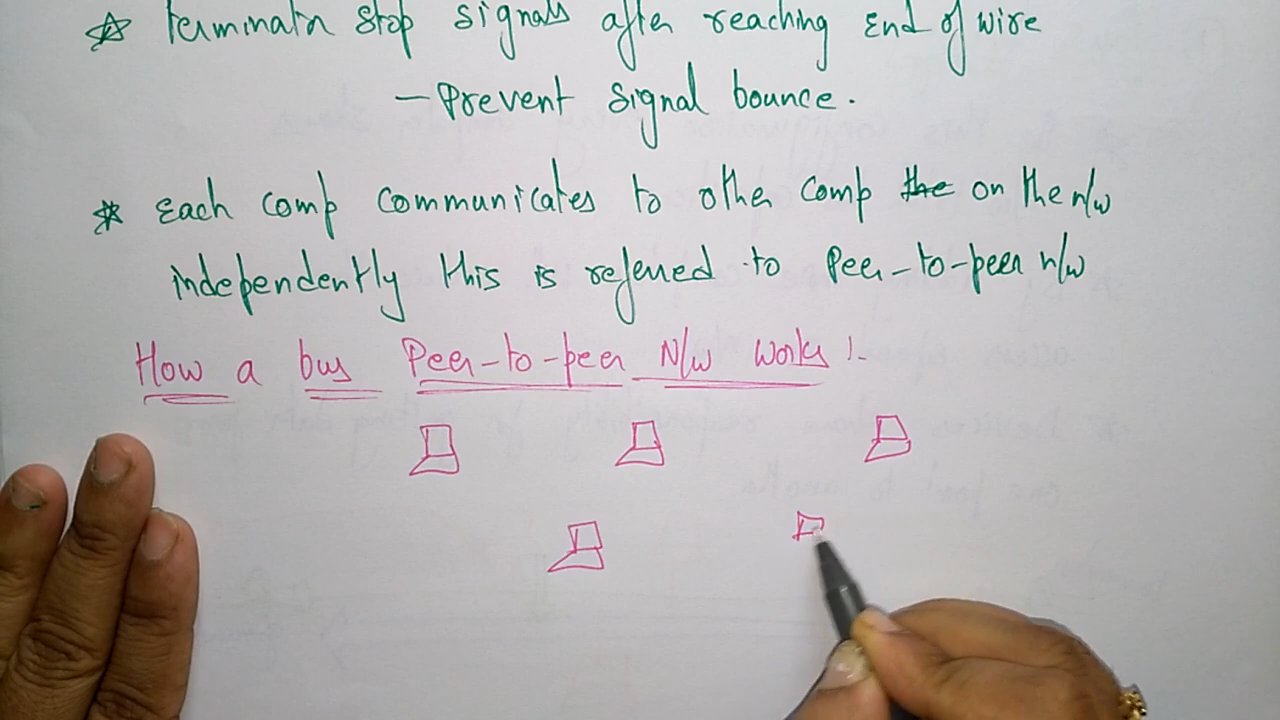 ☆ Terminator stop signals after reaching End of wire
- Prevent signal bounce.
* Each comp communicates to othe comp the on the n/w
independently this is referred to Peer-to-peer n/w
How a bus Peer-to-peer N/w works !-